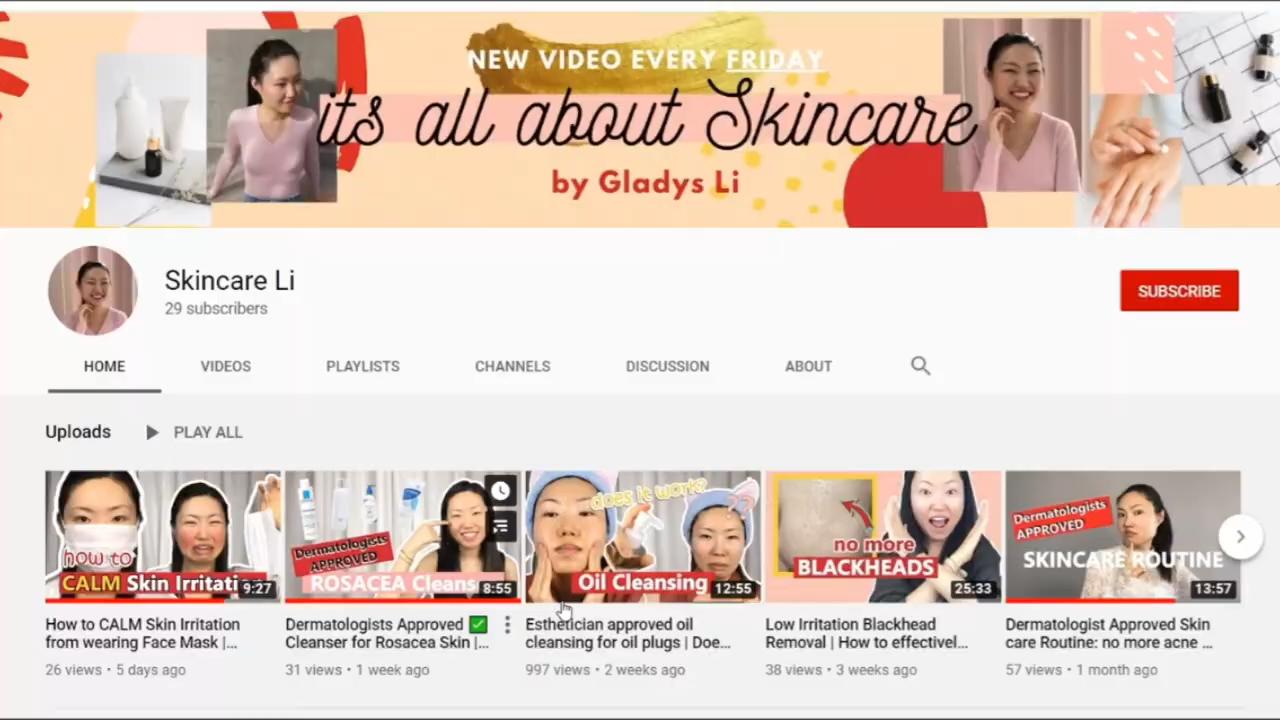 NEW VIDEO EVERY FRIDAY
its all about Skincare
by Gladys Li
Skincare Li
29 subscribers
SUBSCRIBE
HOME VIDEOS PLAYLISTS CHANNELS DISCUSSION ABOUT
Uploads PLAY ALL
how to
CALM Skin Irritati
9:27
Dermatologists
APPROVED
ROSACEA Cleans
8:55
does it work?
Oil Cleansing
12:55
no more
BLACKHEADS
25:33
Dermatologists
APPROVED
SKINCARE ROUTINE
13:57
How to CALM Skin Irritation
from wearing Face Mask |...
26 views • 5 days ago
Dermatologists Approved ✅
Cleanser for Rosacea Skin |...
31 views • 1 week ago
Esthetician approved oil
cleansing for oil plugs | Doe...
997 views • 2 weeks ago
Low Irritation Blackhead
Removal | How to effectivel...
38 views • 3 weeks ago
Dermatologist Approved Skin
care Routine: no more acne ...
57 views • 1 month ago